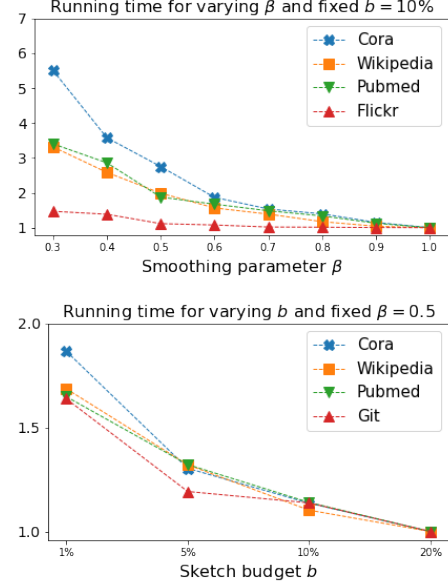 Running time for varying β and fixed b = 10%
7
6
5
4
3
2
1
Cora
Wikipedia
Pubmed
Flickr
0.3 0.4 0.5 0.6 0.7 0.8 0.9 1.0
Smoothing parameter β
Running time for varying b and fixed β = 0.5
2.0
1.5
1.0
Cora
Wikipedia
Pubmed
Git
1% 5% 10% 20%
Sketch budget b